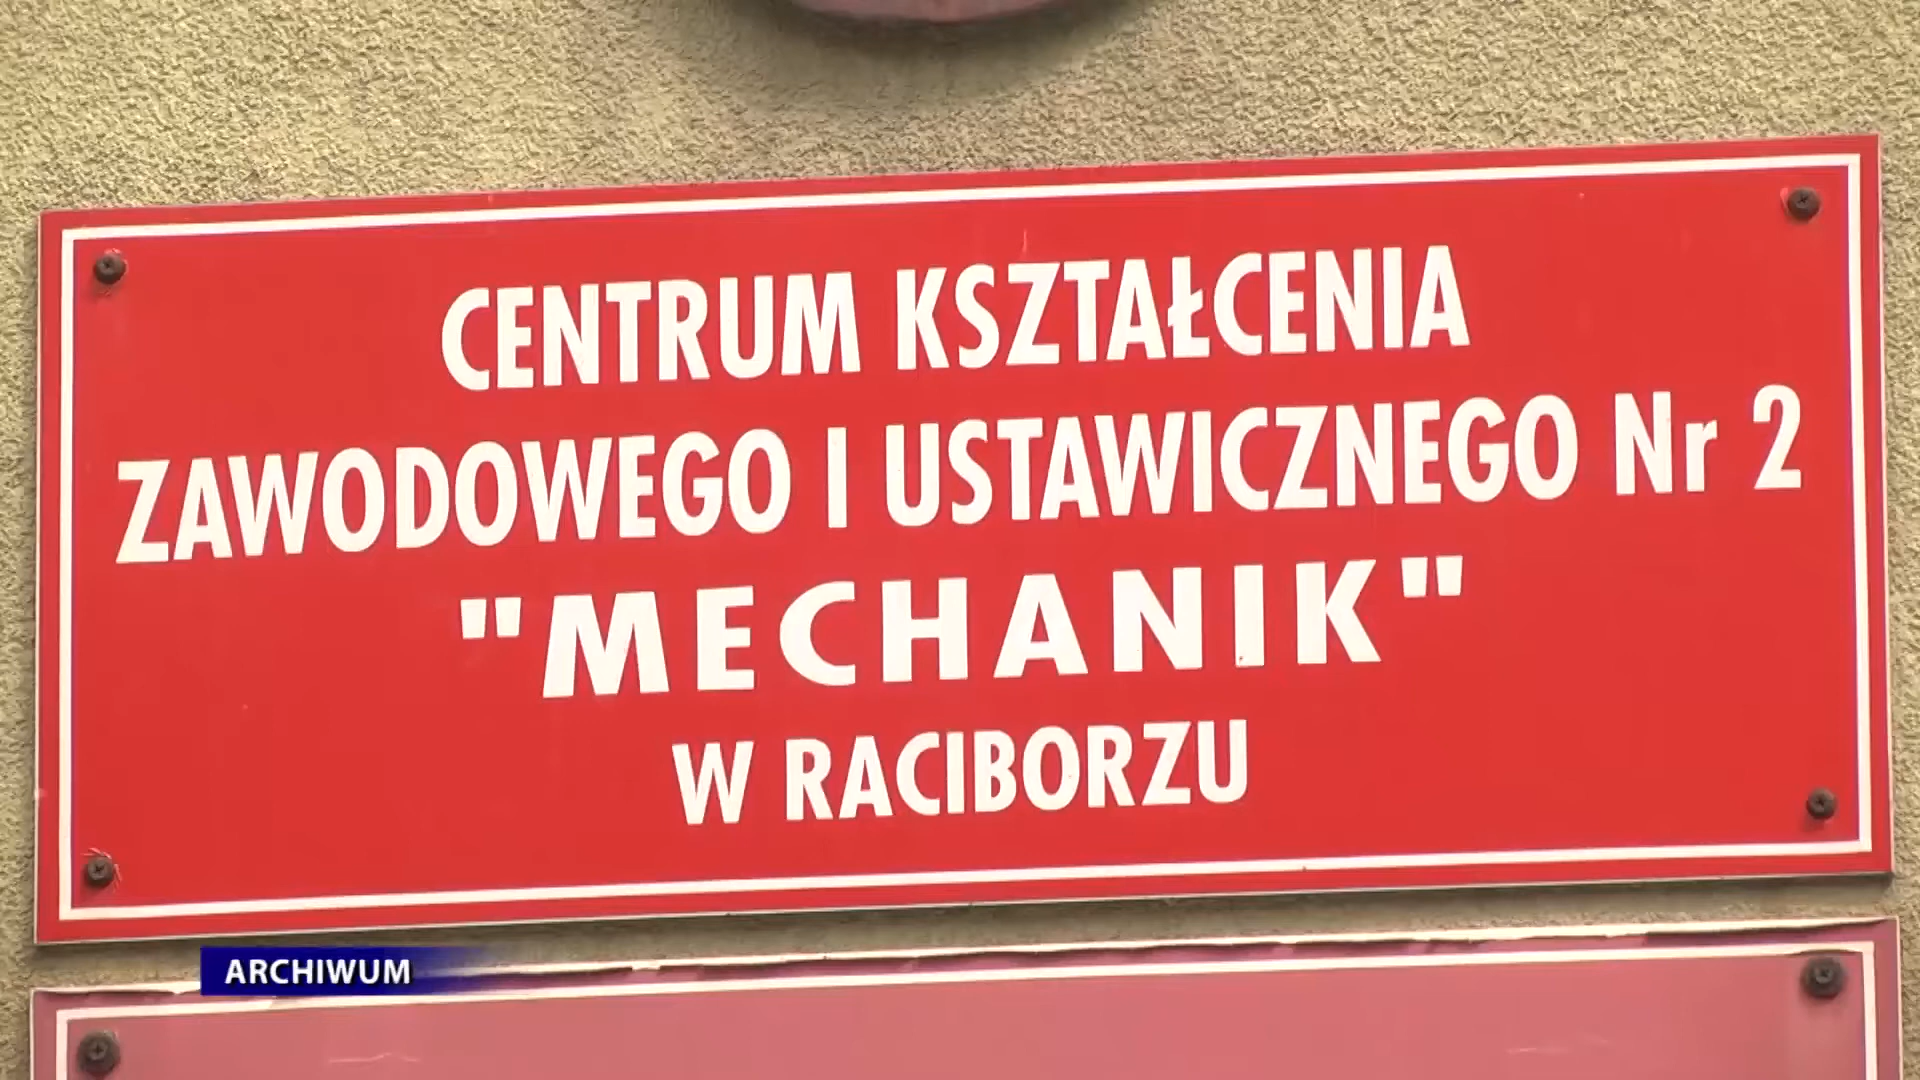 CENTRUM KSZTAŁCENIA
ZAWODOWEGO I USTAWICZNEGO Nr 2
"MECHANIK"
W RACIBORZU
ARCHIWUM